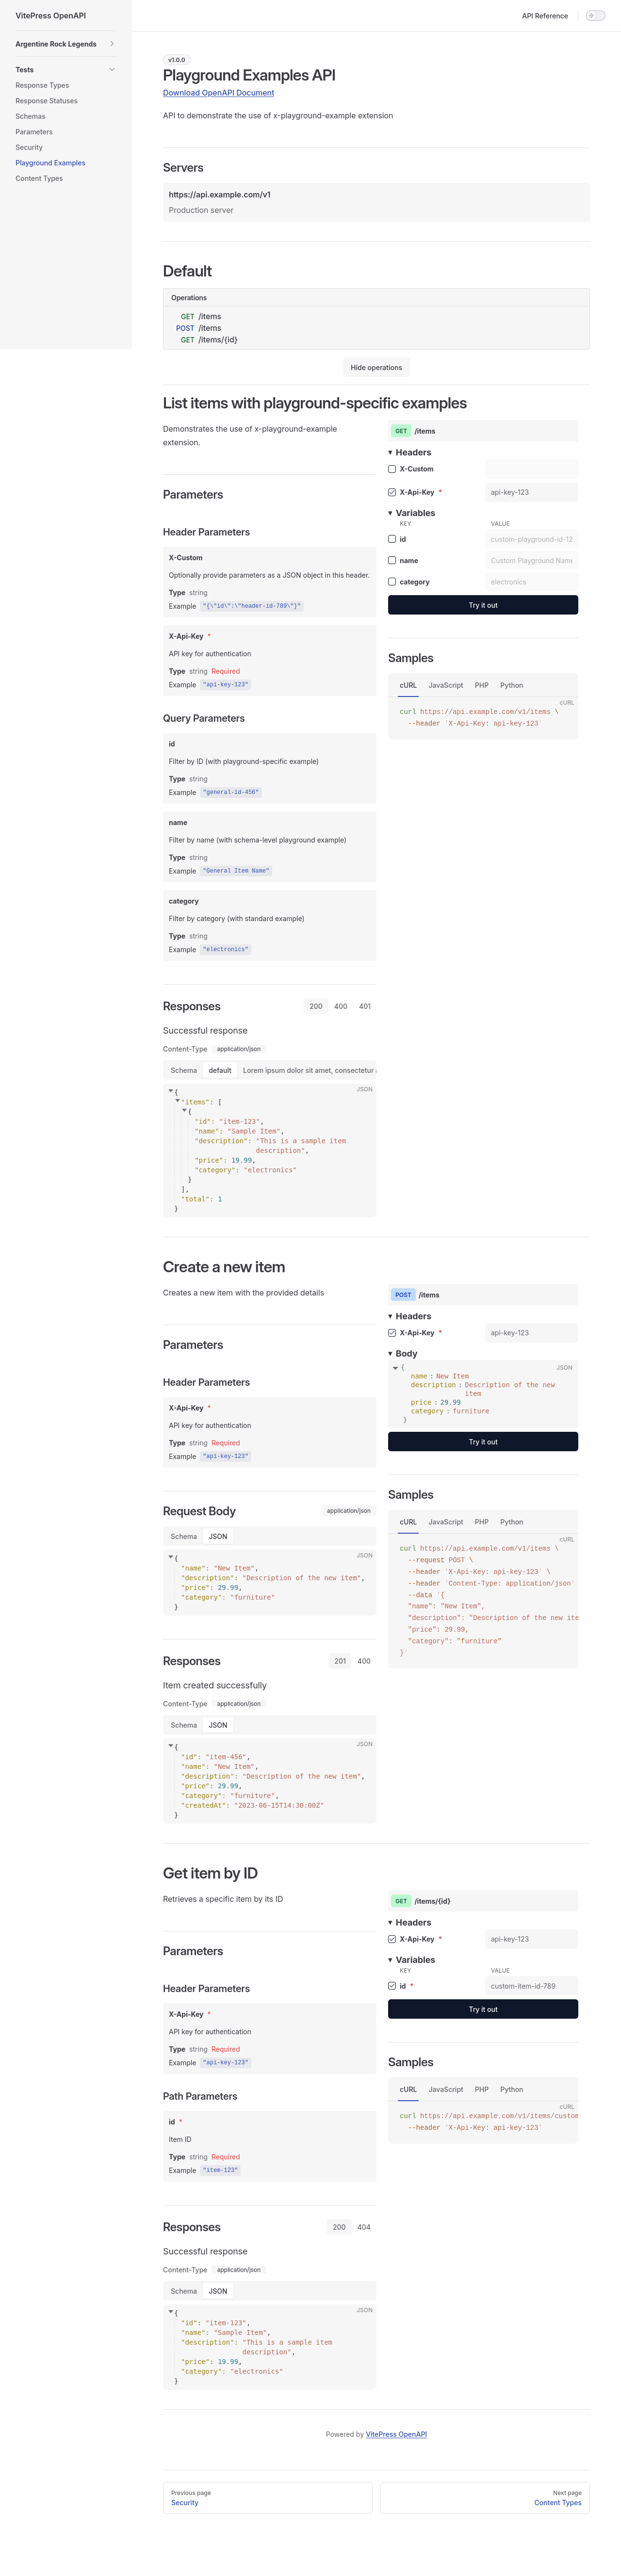 VitePress OpenAPI
API Reference
Argentine Rock Legends
Tests
Response Types
Response Statuses
Schemas
Parameters
Security
Playground Examples
Content Types
v1.0.0
Playground Examples API
Download OpenAPI Document
API to demonstrate the use of x-playground-example extension
Servers
https://api.example.com/v1
Production server
Default
Operations
GET /items
POST /items
GET /items/{id}
Hide operations
List items with playground-specific examples
Demonstrates the use of x-playground-example
extension.
Parameters
Header Parameters
X-Custom
Optionally provide parameters as a JSON object in this header.
Type string
Example "{\"id\":\"header-id-789\"}"
X-Api-Key *
API key for authentication
Type string Required
Example "api-key-123"
Query Parameters
id
Filter by ID (with playground-specific example)
Type string
Example "general-id-456"
name
Filter by name (with schema-level playground example)
Type string
Example "General Item Name"
category
Filter by category (with standard example)
Type string
Example "electronics"
Responses 200 400 401
Successful response
Content-Type application/json
Schema default Lorem ipsum dolor sit amet, consectetur
JSON
{
"items": [
{
"id": "item-123",
"name": "Sample Item",
"description": "This is a sample item
description",
"price": 19.99,
"category": "electronics"
}
],
"total": 1
}
GET /items
Headers
X-Custom
X-Api-Key * api-key-123
Variables
KEY VALUE
id custom-playground-id-12
name Custom Playground Name
category electronics
Try it out
Samples
cURL JavaScript PHP Python
cURL
curl https://api.example.com/v1/items \
--header 'X-Api-Key: api-key-123'
Create a new item
Creates a new item with the provided details
Parameters
Header Parameters
X-Api-Key *
API key for authentication
Type string Required
Example "api-key-123"
Request Body application/json
Schema JSON
JSON
{
"name": "New Item",
"description": "Description of the new item",
"price": 29.99,
"category": "furniture"
}
Responses 201 400
Item created successfully
Content-Type application/json
Schema JSON
JSON
{
"id": "item-456",
"name": "New Item",
"description": "Description of the new item",
"price": 29.99,
"category": "furniture",
"createdAt": "2023-06-15T14:30:00Z"
}
POST /items
Headers
X-Api-Key * api-key-123
Body
JSON
{
name : New Item
description : Description of the new
item
price : 29.99
category : furniture
}
Try it out
Samples
cURL JavaScript PHP Python
cURL
curl https://api.example.com/v1/items \
--request POST \
--header 'X-Api-Key: api-key-123' \
--header 'Content-Type: application/json'
--data '{
"name": "New Item",
"description": "Description of the new ite
"price": 29.99,
"category": "furniture"
}'
Get item by ID
Retrieves a specific item by its ID
Parameters
Header Parameters
X-Api-Key *
API key for authentication
Type string Required
Example "api-key-123"
Path Parameters
id *
Item ID
Type string Required
Example "item-123"
Responses 200 404
Successful response
Content-Type application/json
Schema JSON
JSON
{
"id": "item-123",
"name": "Sample Item",
"description": "This is a sample item
description",
"price": 19.99,
"category": "electronics"
}
GET /items/{id}
Headers
X-Api-Key * api-key-123
Variables
KEY VALUE
id * custom-item-id-789
Try it out
Samples
cURL JavaScript PHP Python
cURL
curl https://api.example.com/v1/items/custom
--header 'X-Api-Key: api-key-123'
Powered by VitePress OpenAPI
Previous page
Security
Next page
Content Types